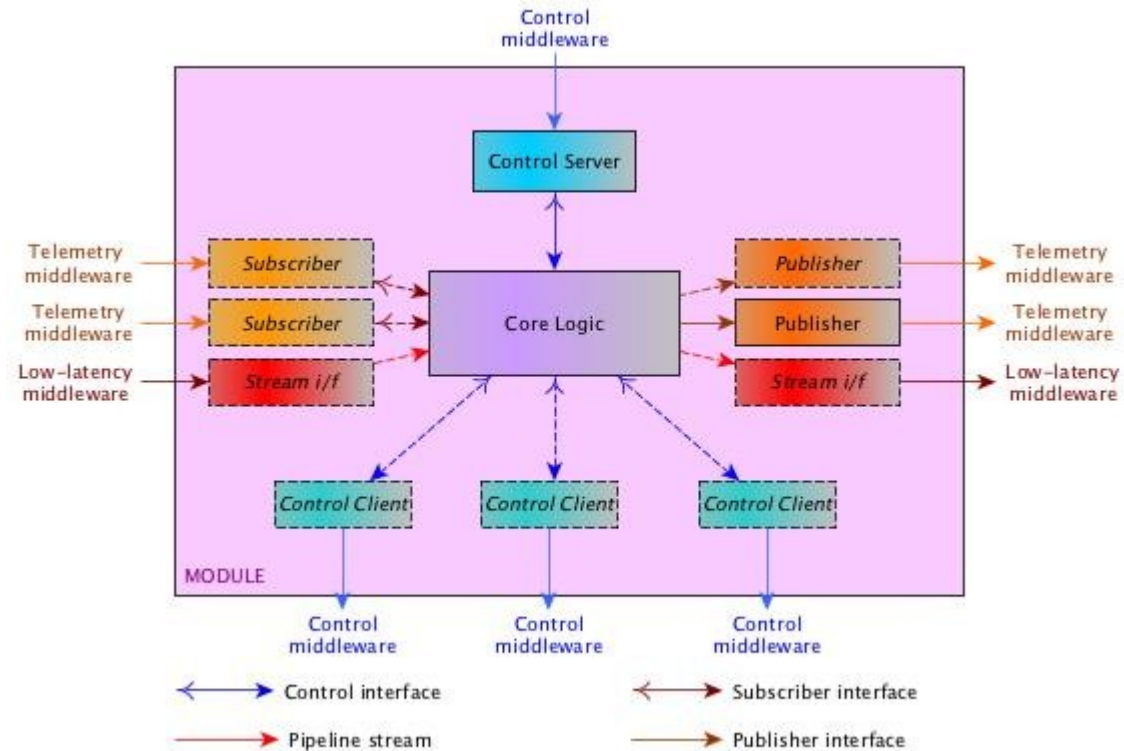 Control
middleware
Control Server
Telemetry
middleware
Subscriber
Publisher
Telemetry
middleware
Telemetry
middleware
Subscriber
Core Logic
Publisher
Telemetry
middleware
Low-latency
middleware
Stream i/f
Stream i/f
Low-latency
middleware
Control Client
Control Client
Control Client
MODULE
Control
middleware
Control
middleware
Control
middleware
Control interface
Subscriber interface
Pipeline stream
Publisher interface